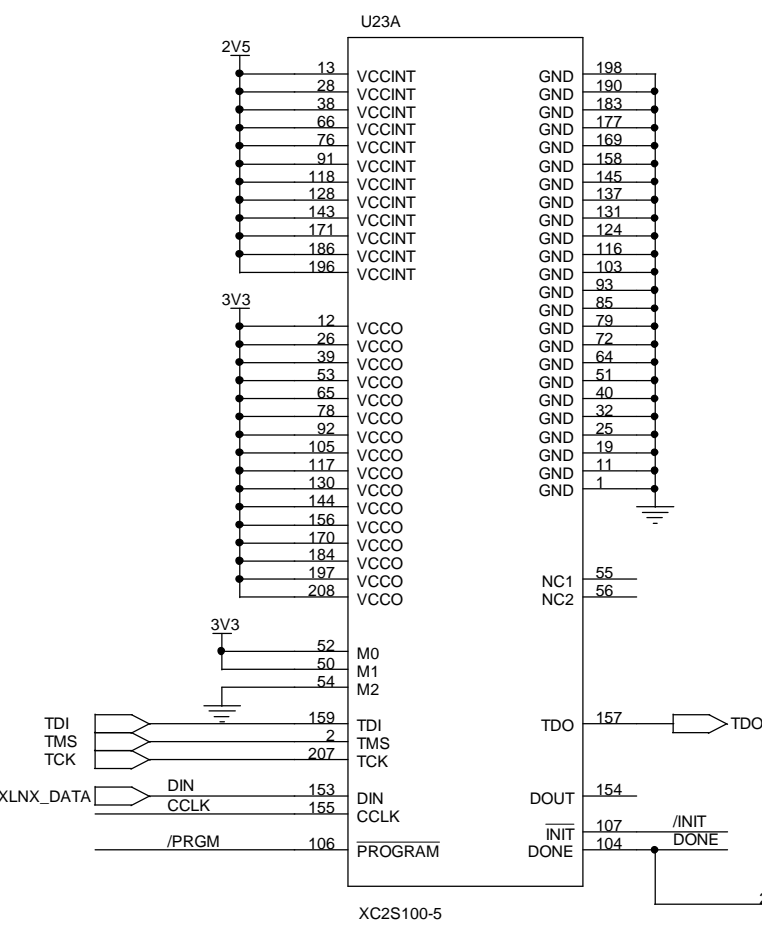 U23A
2V5
13 VCCINT GND 198
28 VCCINT GND 190
38 VCCINT GND 183
66 VCCINT GND 177
76 VCCINT GND 169
91 VCCINT GND 158
118 VCCINT GND 145
128 VCCINT GND 137
143 VCCINT GND 131
171 VCCINT GND 124
186 VCCINT GND 116
196 VCCINT GND 103
GND 93
3V3 GND 85
12 VCCO GND 79
26 VCCO GND 72
39 VCCO GND 64
53 VCCO GND 51
65 VCCO GND 40
78 VCCO GND 32
92 VCCO GND 25
105 VCCO GND 19
117 VCCO GND 11
130 VCCO GND 1
144 VCCO
156 VCCO
170 VCCO
184 VCCO
197 VCCO NC1 55
208 VCCO NC2 56
3V3
52 M0
50 M1
54 M2
TDI 159 TDI TDO 157 TDO
TMS 2 TMS
TCK 207 TCK
XLNX_DATA DIN 153 DIN DOUT 154
CCLK 155 CCLK
INIT 107 /INIT
/PRGM 106 PROGRAM DONE 104 DONE
XC2S100-5